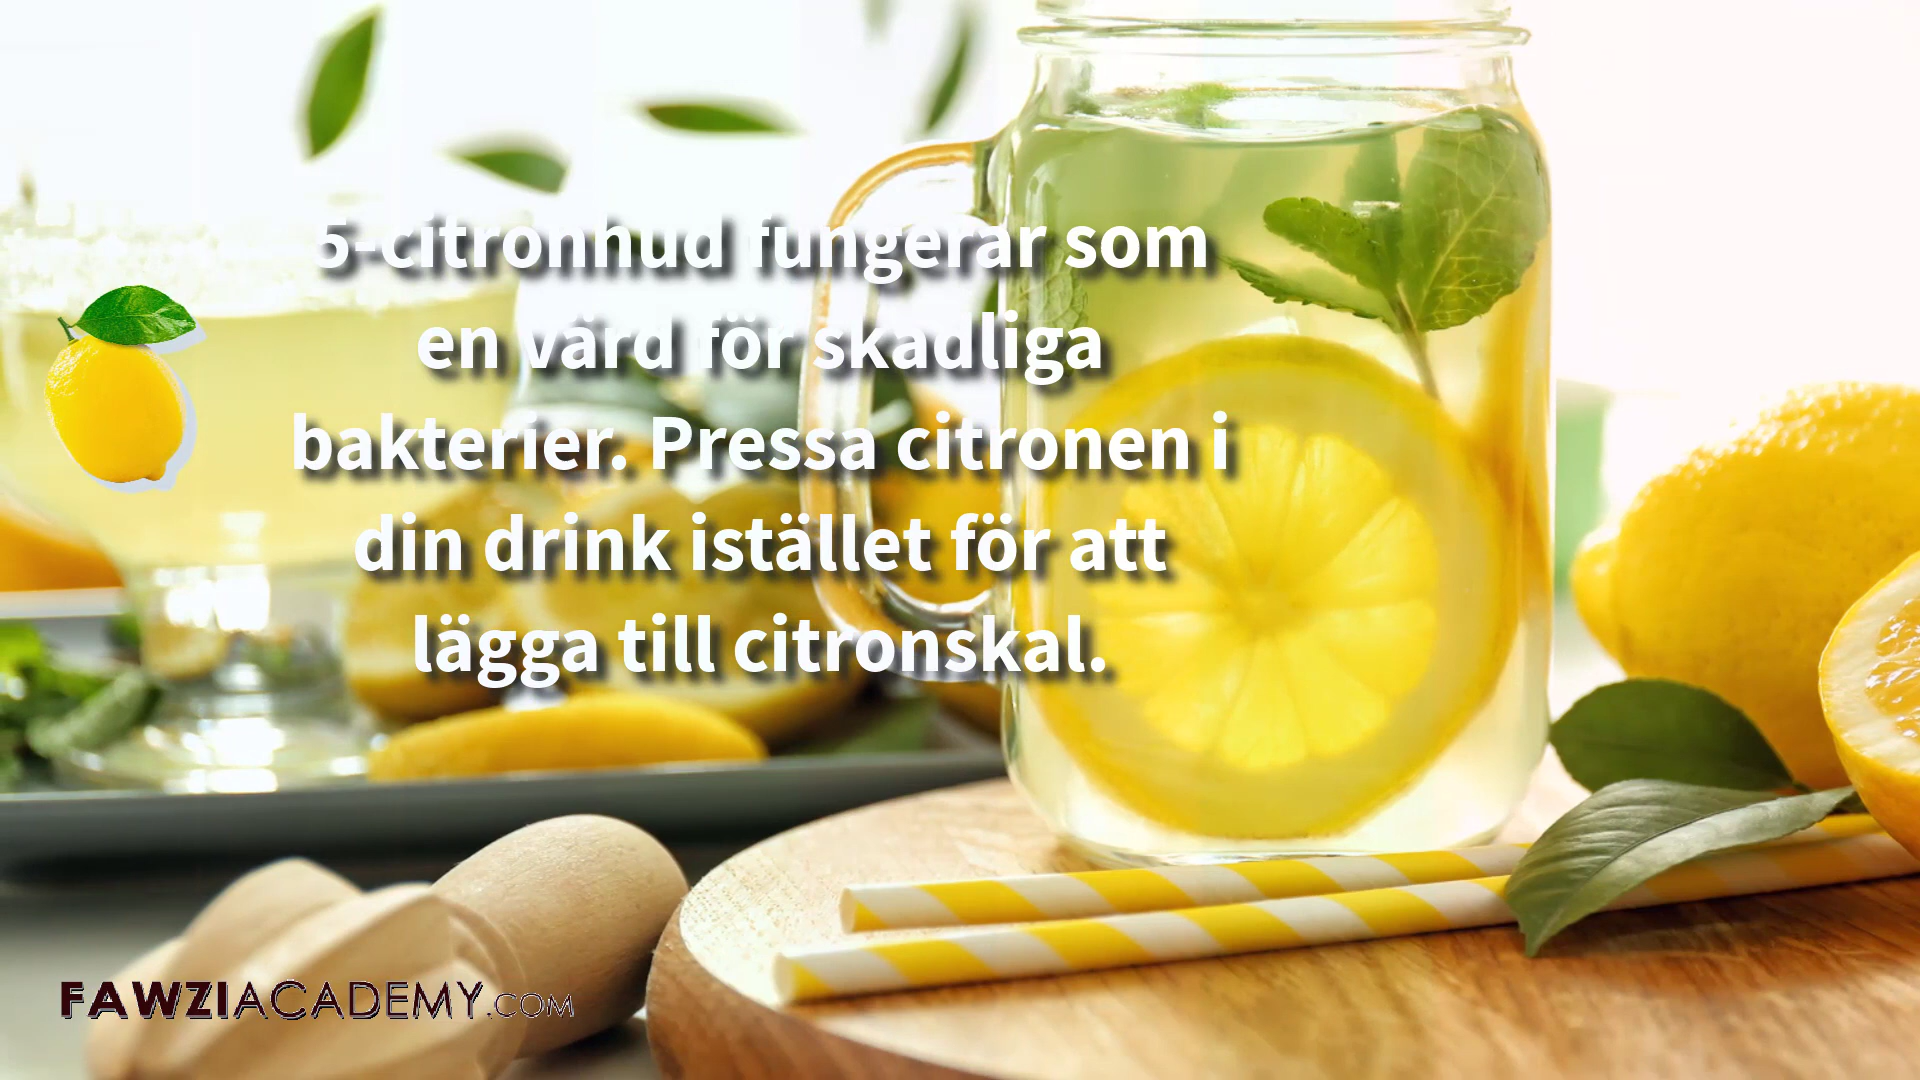 5-citronhud fungerar som
en värd för skadliga
bakterier. Pressa citronen i
din drink istället för att
lägga till citronskal.
FAWZIACADEMY.COM